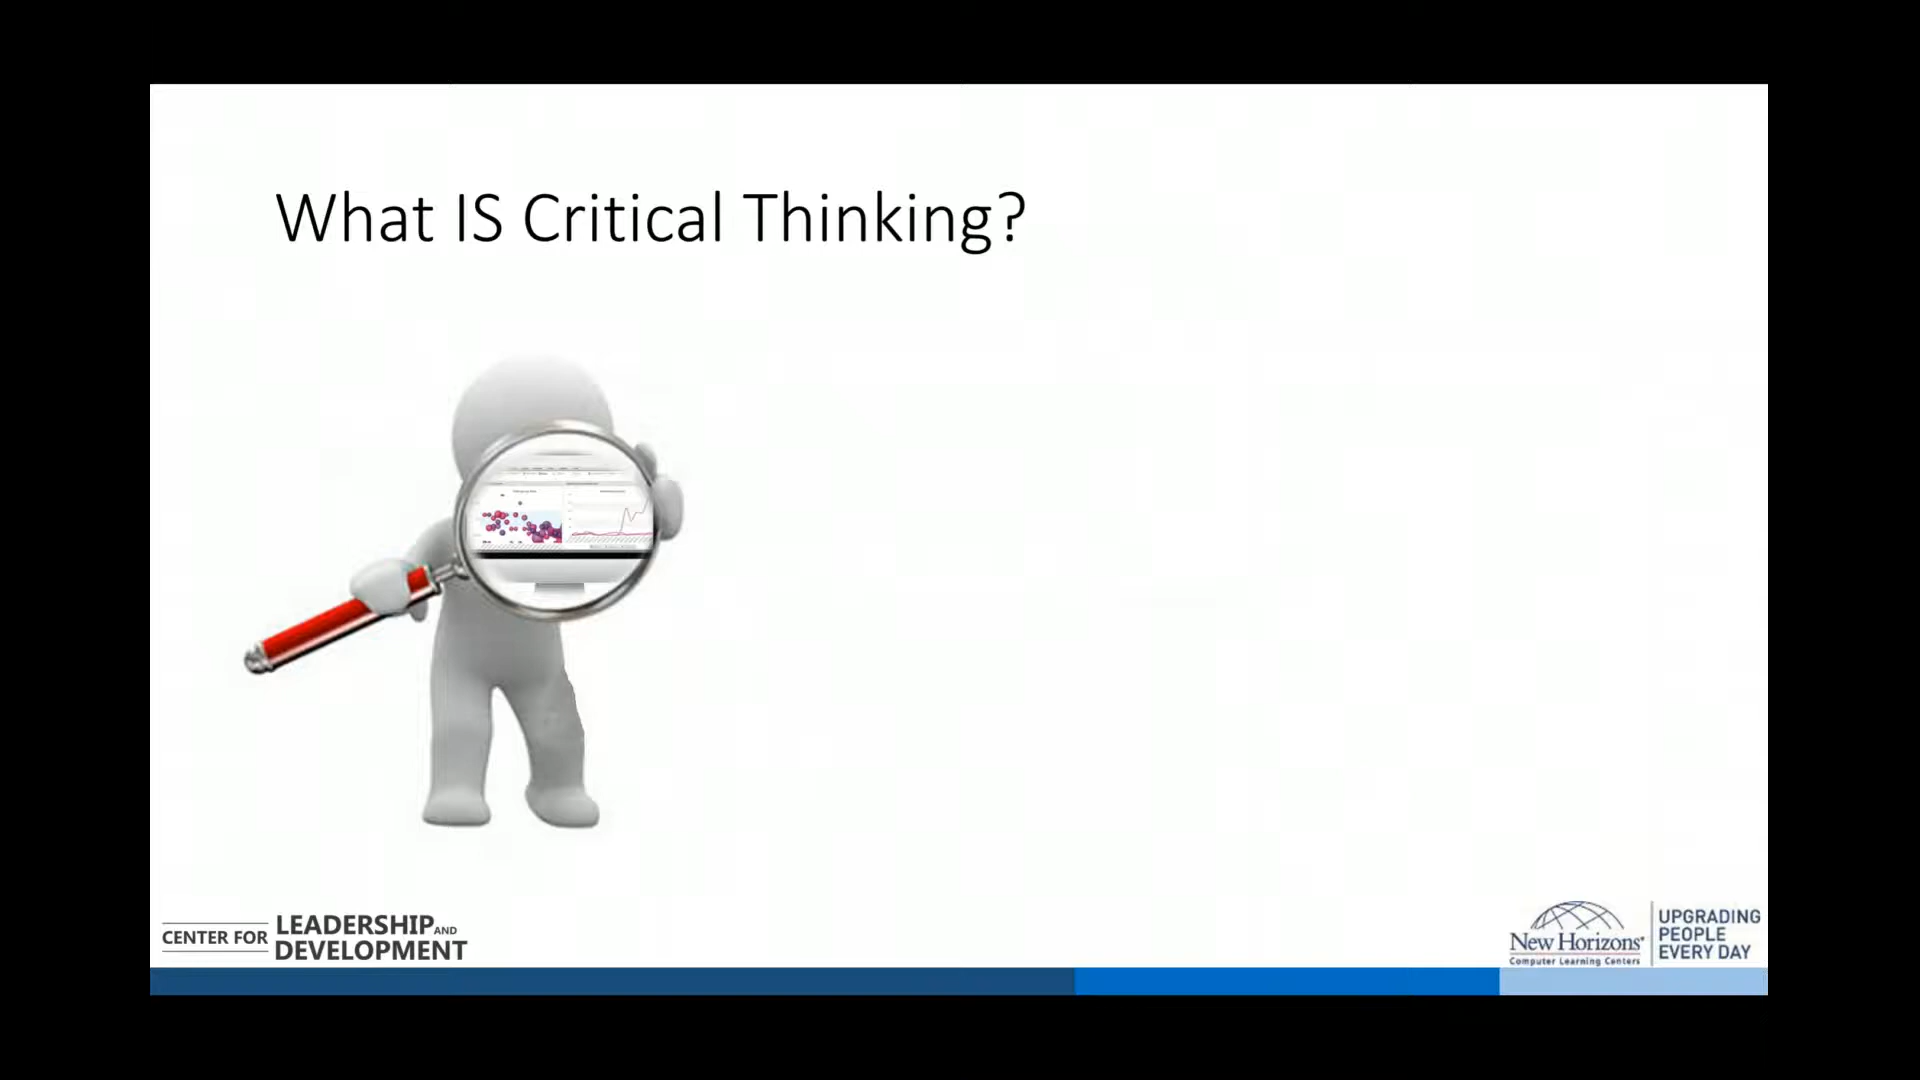 What IS Critical Thinking?
CENTER FOR LEADERSHIP AND DEVELOPMENT
New Horizons®
Computer Learning Centers
UPGRADING
PEOPLE
EVERY DAY